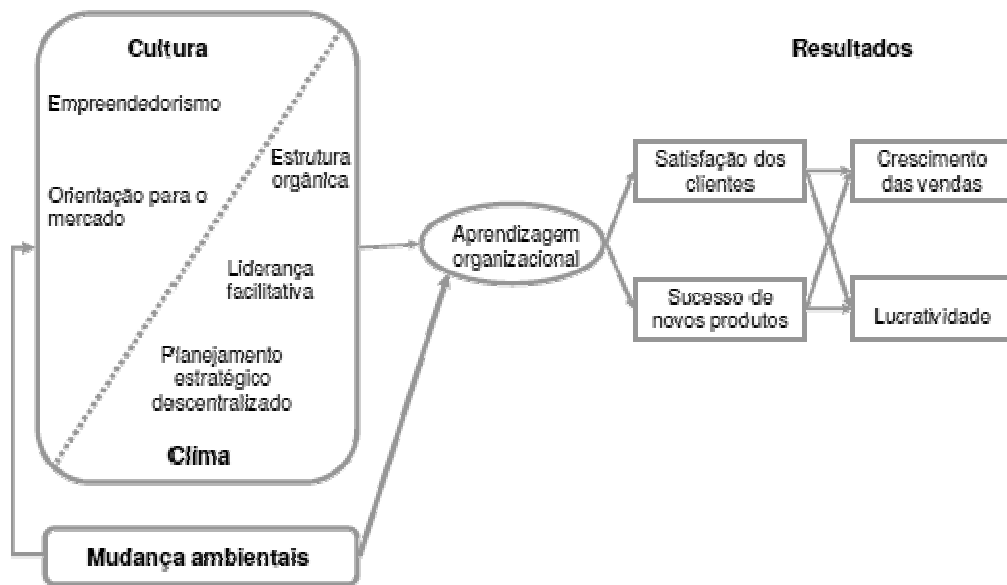 Cultura
Empreendedorismo
Orientação para o
mercado
Estrutura
orgânica
Liderança
facilitativa
Planejamento
estratégico
descentralizado
Clima
Mudança ambientais
Aprendizagem
organizacional
Resultados
Satisfação dos
clientes
Crescimento
das vendas
Sucesso de
novos produtos
Lucratividade